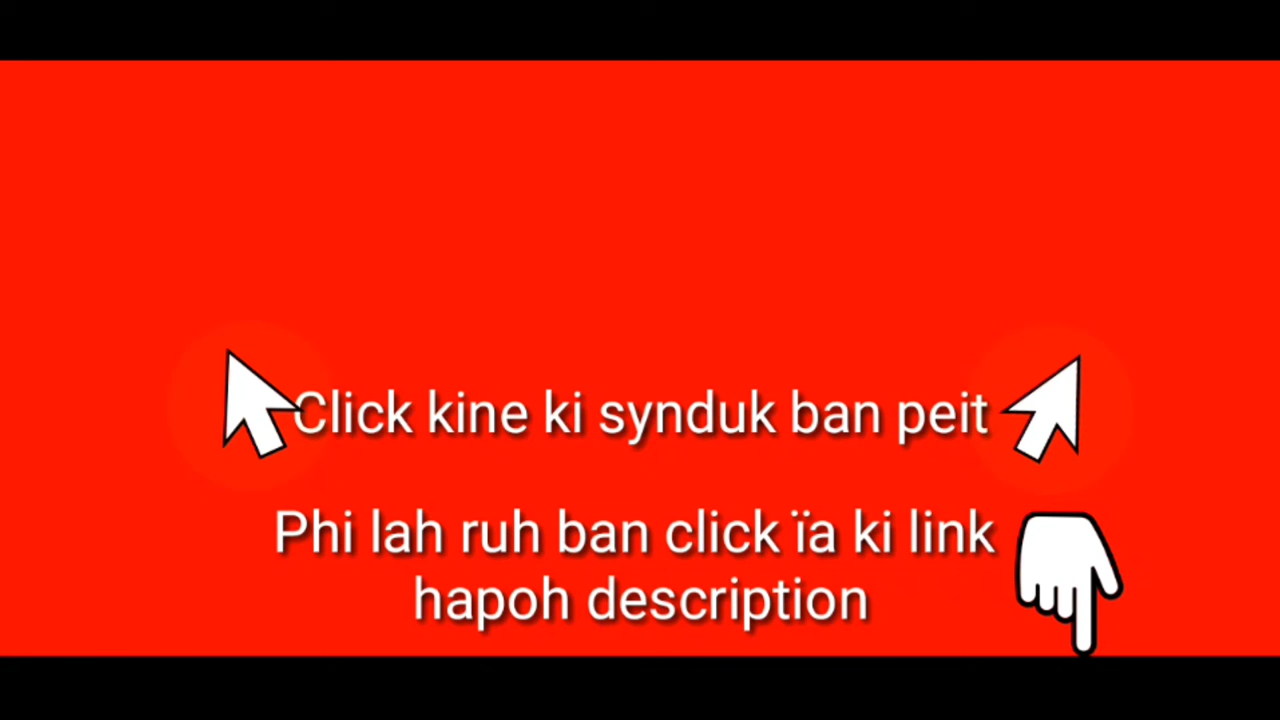 Click kine ki synduk ban peit
Phi lah ruh ban click ïa ki link
hapoh description